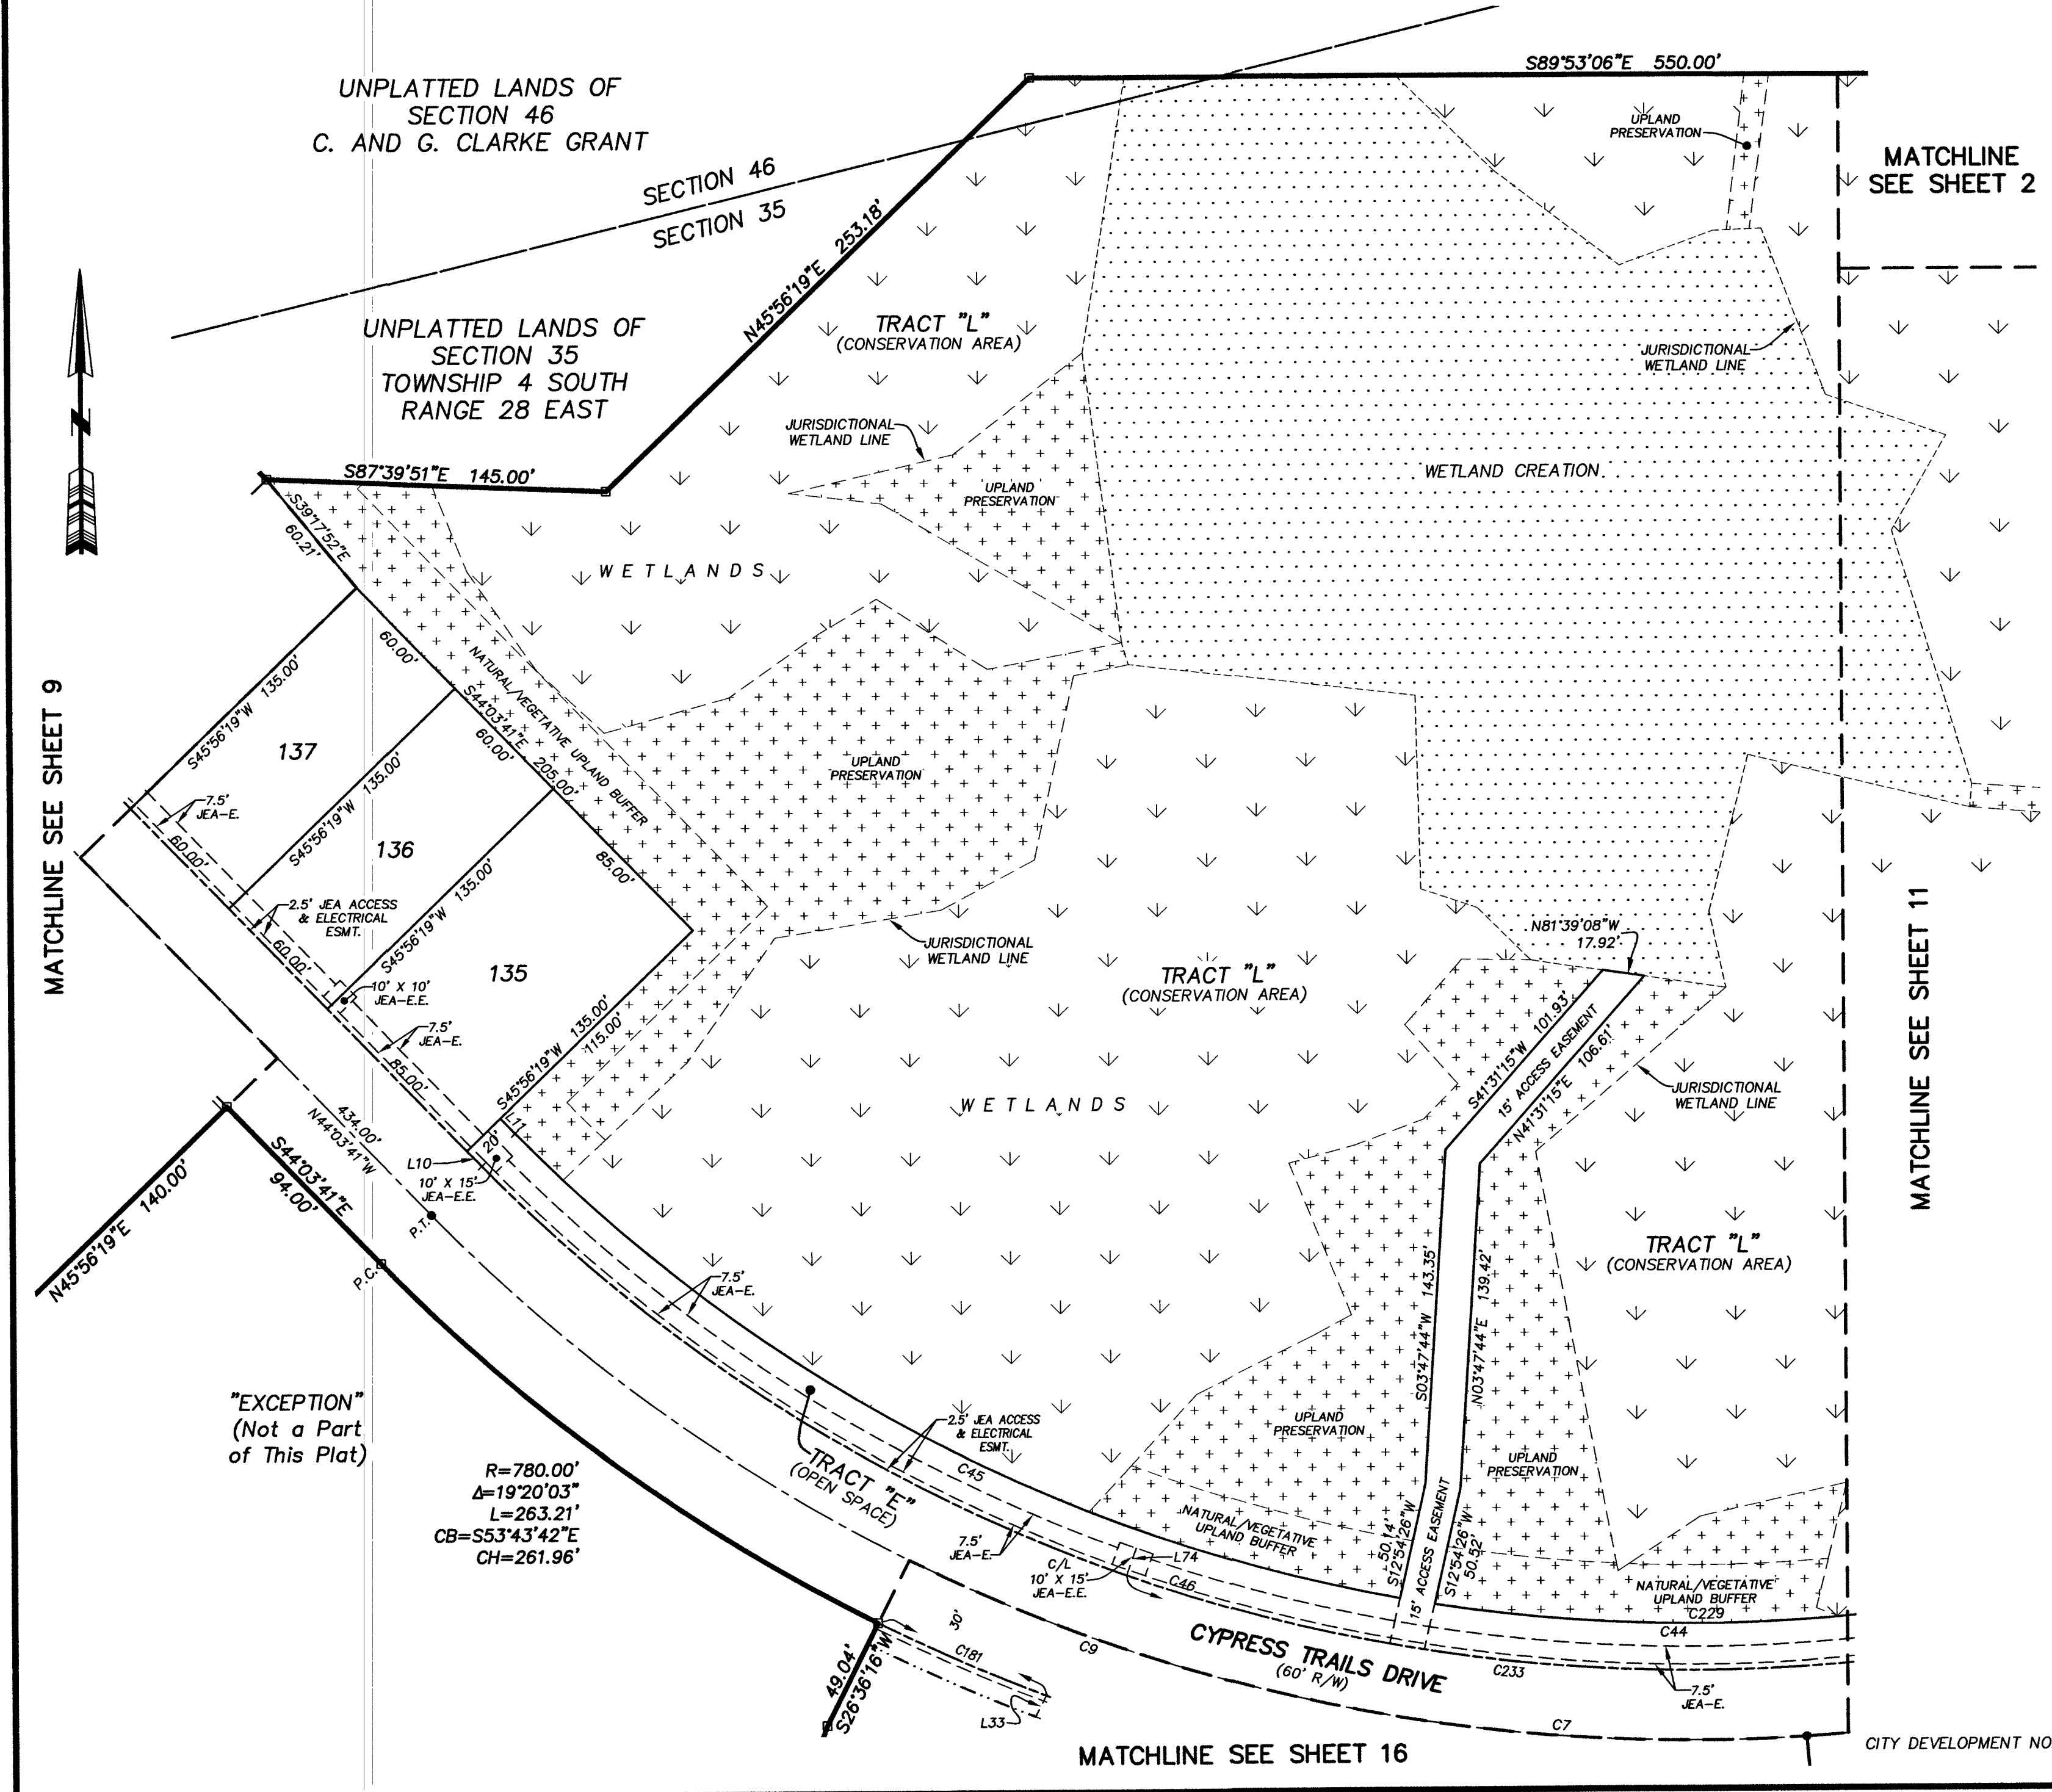 S89°53'06"E 550.00'
UNPLATTED LANDS OF
SECTION 46
C. AND G. CLARKE GRANT
UPLAND
PRESERVATION
MATCHLINE
SEE SHEET 2
SECTION 46
SECTION 35
N45°56'19"E 253.18'
UNPLATTED LANDS OF
SECTION 35
TOWNSHIP 4 SOUTH
RANGE 28 EAST
TRACT "L"
(CONSERVATION AREA)
JURISDICTIONAL
WETLAND LINE
N
JURISDICTIONAL
WETLAND LINE
S87°39'51"E 145.00'
WETLAND CREATION
UPLAND
PRESERVATION
S39°17'52"E
60.21'
WETLANDS
60.00'
NATURAL/VEGETATIVE UPLAND BUFFER
S44°03'41"E 205.00'
60.00'
85.00'
MATCHLINE SEE SHEET 9
S45°56'19"W 135.00'
137
7.5'
JEA-E.
60.00'
S45°56'19"W 135.00'
136
2.5' JEA ACCESS
& ELECTRICAL
ESMT.
60.00'
S45°56'19"W 135.00'
135
10' X 10'
JEA-E.E.
7.5'
JEA-E.
85.00'
UPLAND
PRESERVATION
JURISDICTIONAL
WETLAND LINE
S45°56'19"W 135.00'
115.00'
TRACT "L"
(CONSERVATION AREA)
N81°39'08"W
17.92'
MATCHLINE SEE SHEET 11
S41°31'15"W 101.93'
15' ACCESS EASEMENT
N41°31'15"E 106.61'
JURISDICTIONAL
WETLAND LINE
WETLANDS
434.00'
N44°03'41"W
L11
20'
L10
10' X 15'
JEA-E.E.
P.T.
S44°03'41"E
94.00'
P.C.
N45°56'19"E 140.00'
7.5'
JEA-E.
S03°47'44"W 143.35'
N03°47'44"E 139.42'
TRACT "L"
(CONSERVATION AREA)
"EXCEPTION"
(Not a Part
of This Plat)
R=780.00'
Δ=19°20'03"
L=263.21'
CB=S53°43'42"E
CH=261.96'
2.5' JEA ACCESS
& ELECTRICAL
ESMT.
C45
TRACT "E"
(OPEN SPACE)
UPLAND
PRESERVATION
UPLAND
PRESERVATION
NATURAL/VEGETATIVE
UPLAND BUFFER
50.14'
S12°54'26"W
15' ACCESS EASEMENT
S12°54'26"W
50.52'
7.5'
JEA-E.
C/L
10' X 15'
JEA-E.E.
L74
C46
NATURAL/VEGETATIVE
UPLAND BUFFER
C229
C44
30'
C181
C9
CYPRESS TRAILS DRIVE
(60' R/W)
C233
7.5'
JEA-E.
49.04'
S26°36'16"W
L33
C7
MATCHLINE SEE SHEET 16
CITY DEVELOPMENT NO